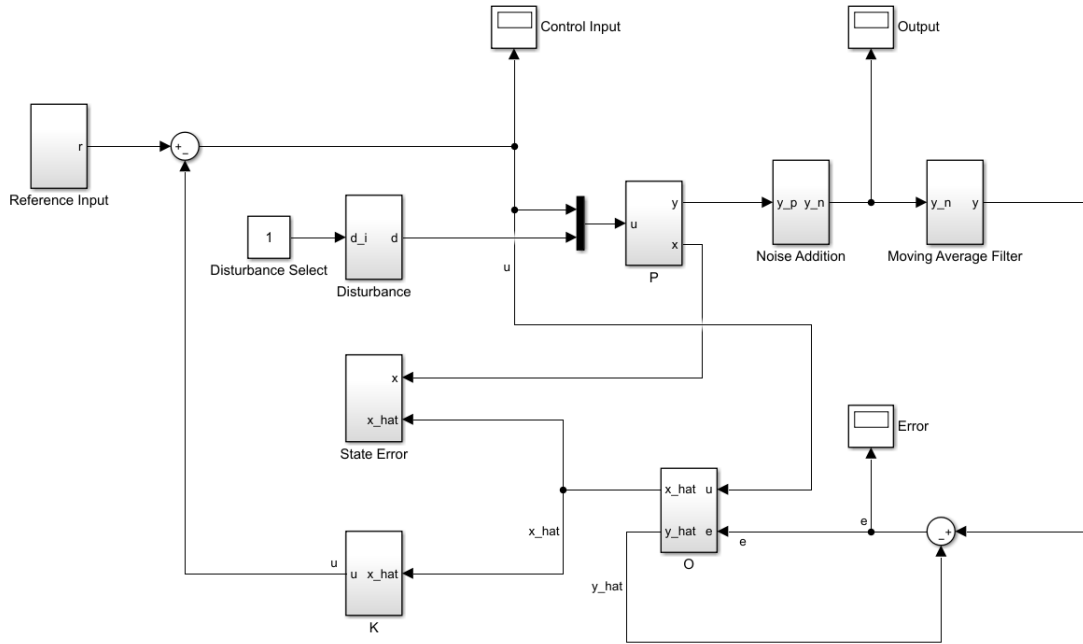 Control Input
Output
r
+
_
Reference Input
1
Disturbance Select
d_i
d
Disturbance
u
y
x
P
y_p
y_n
Noise Addition
y_n
y
Moving Average Filter
u
x
x_hat
State Error
Error
x_hat
u
y_hat
e
O
e
e
_
+
x_hat
u
x_hat
K
u
y_hat